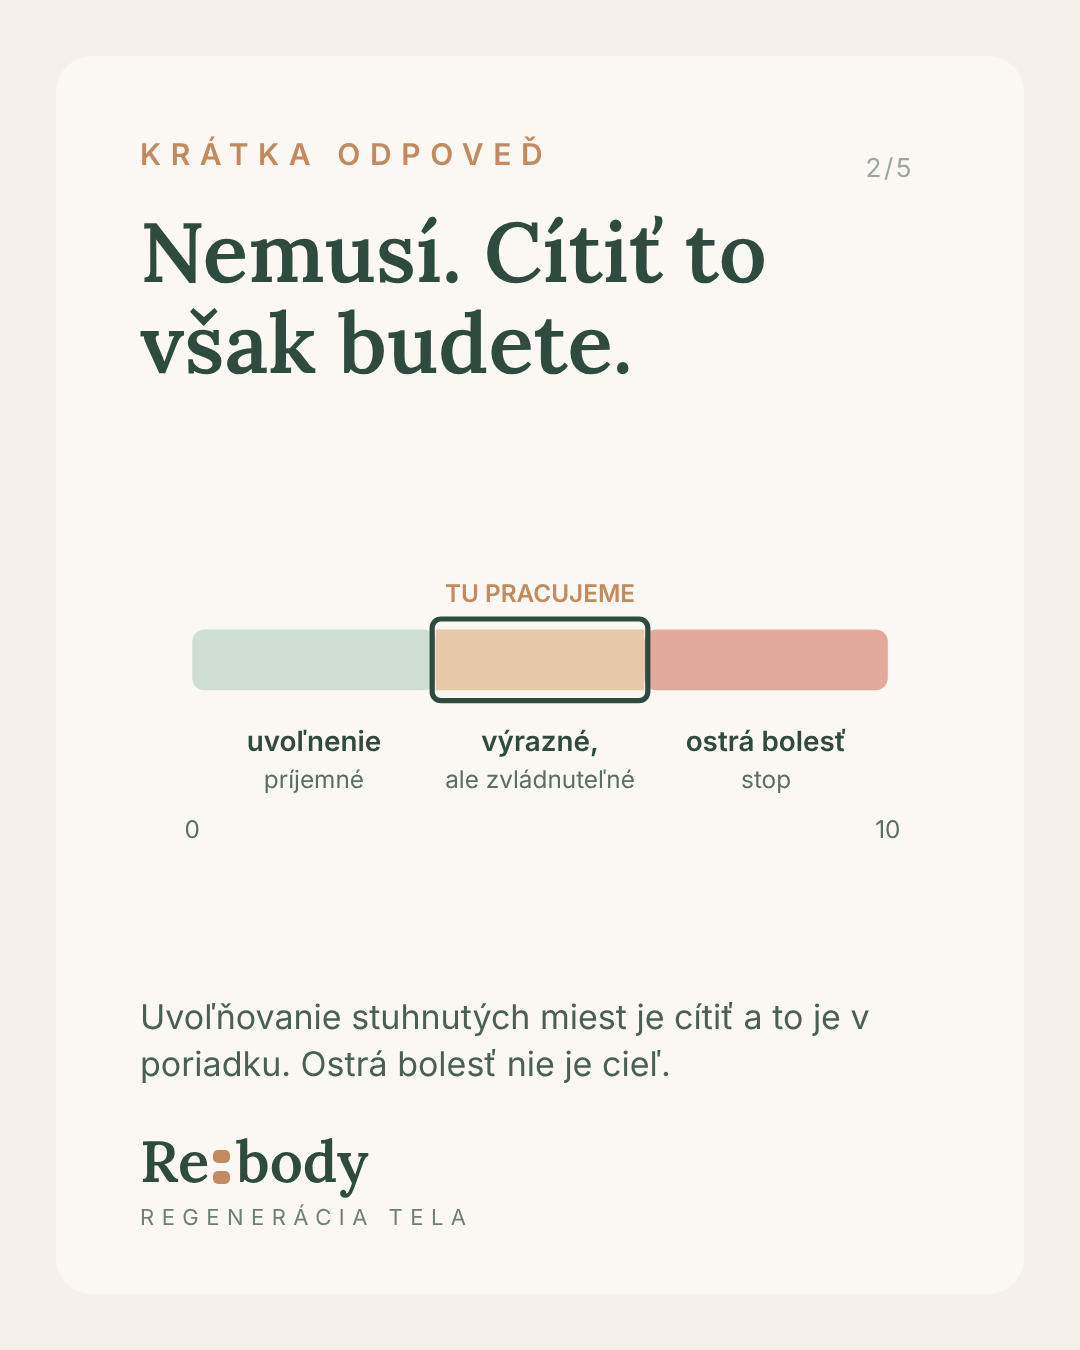 KRÁTKA ODPOVEĎ
2/5
Nemusí. Cítiť to
však budete.
TU PRACUJEME
uvoľnenie
príjemné
výrazné,
ale zvládnuteľné
ostrá bolesť
stop
0
10
Uvoľňovanie stuhnutých miest je cítiť a to je v
poriadku. Ostrá bolesť nie je cieľ.
Re:body
REGENERÁCIA TELA